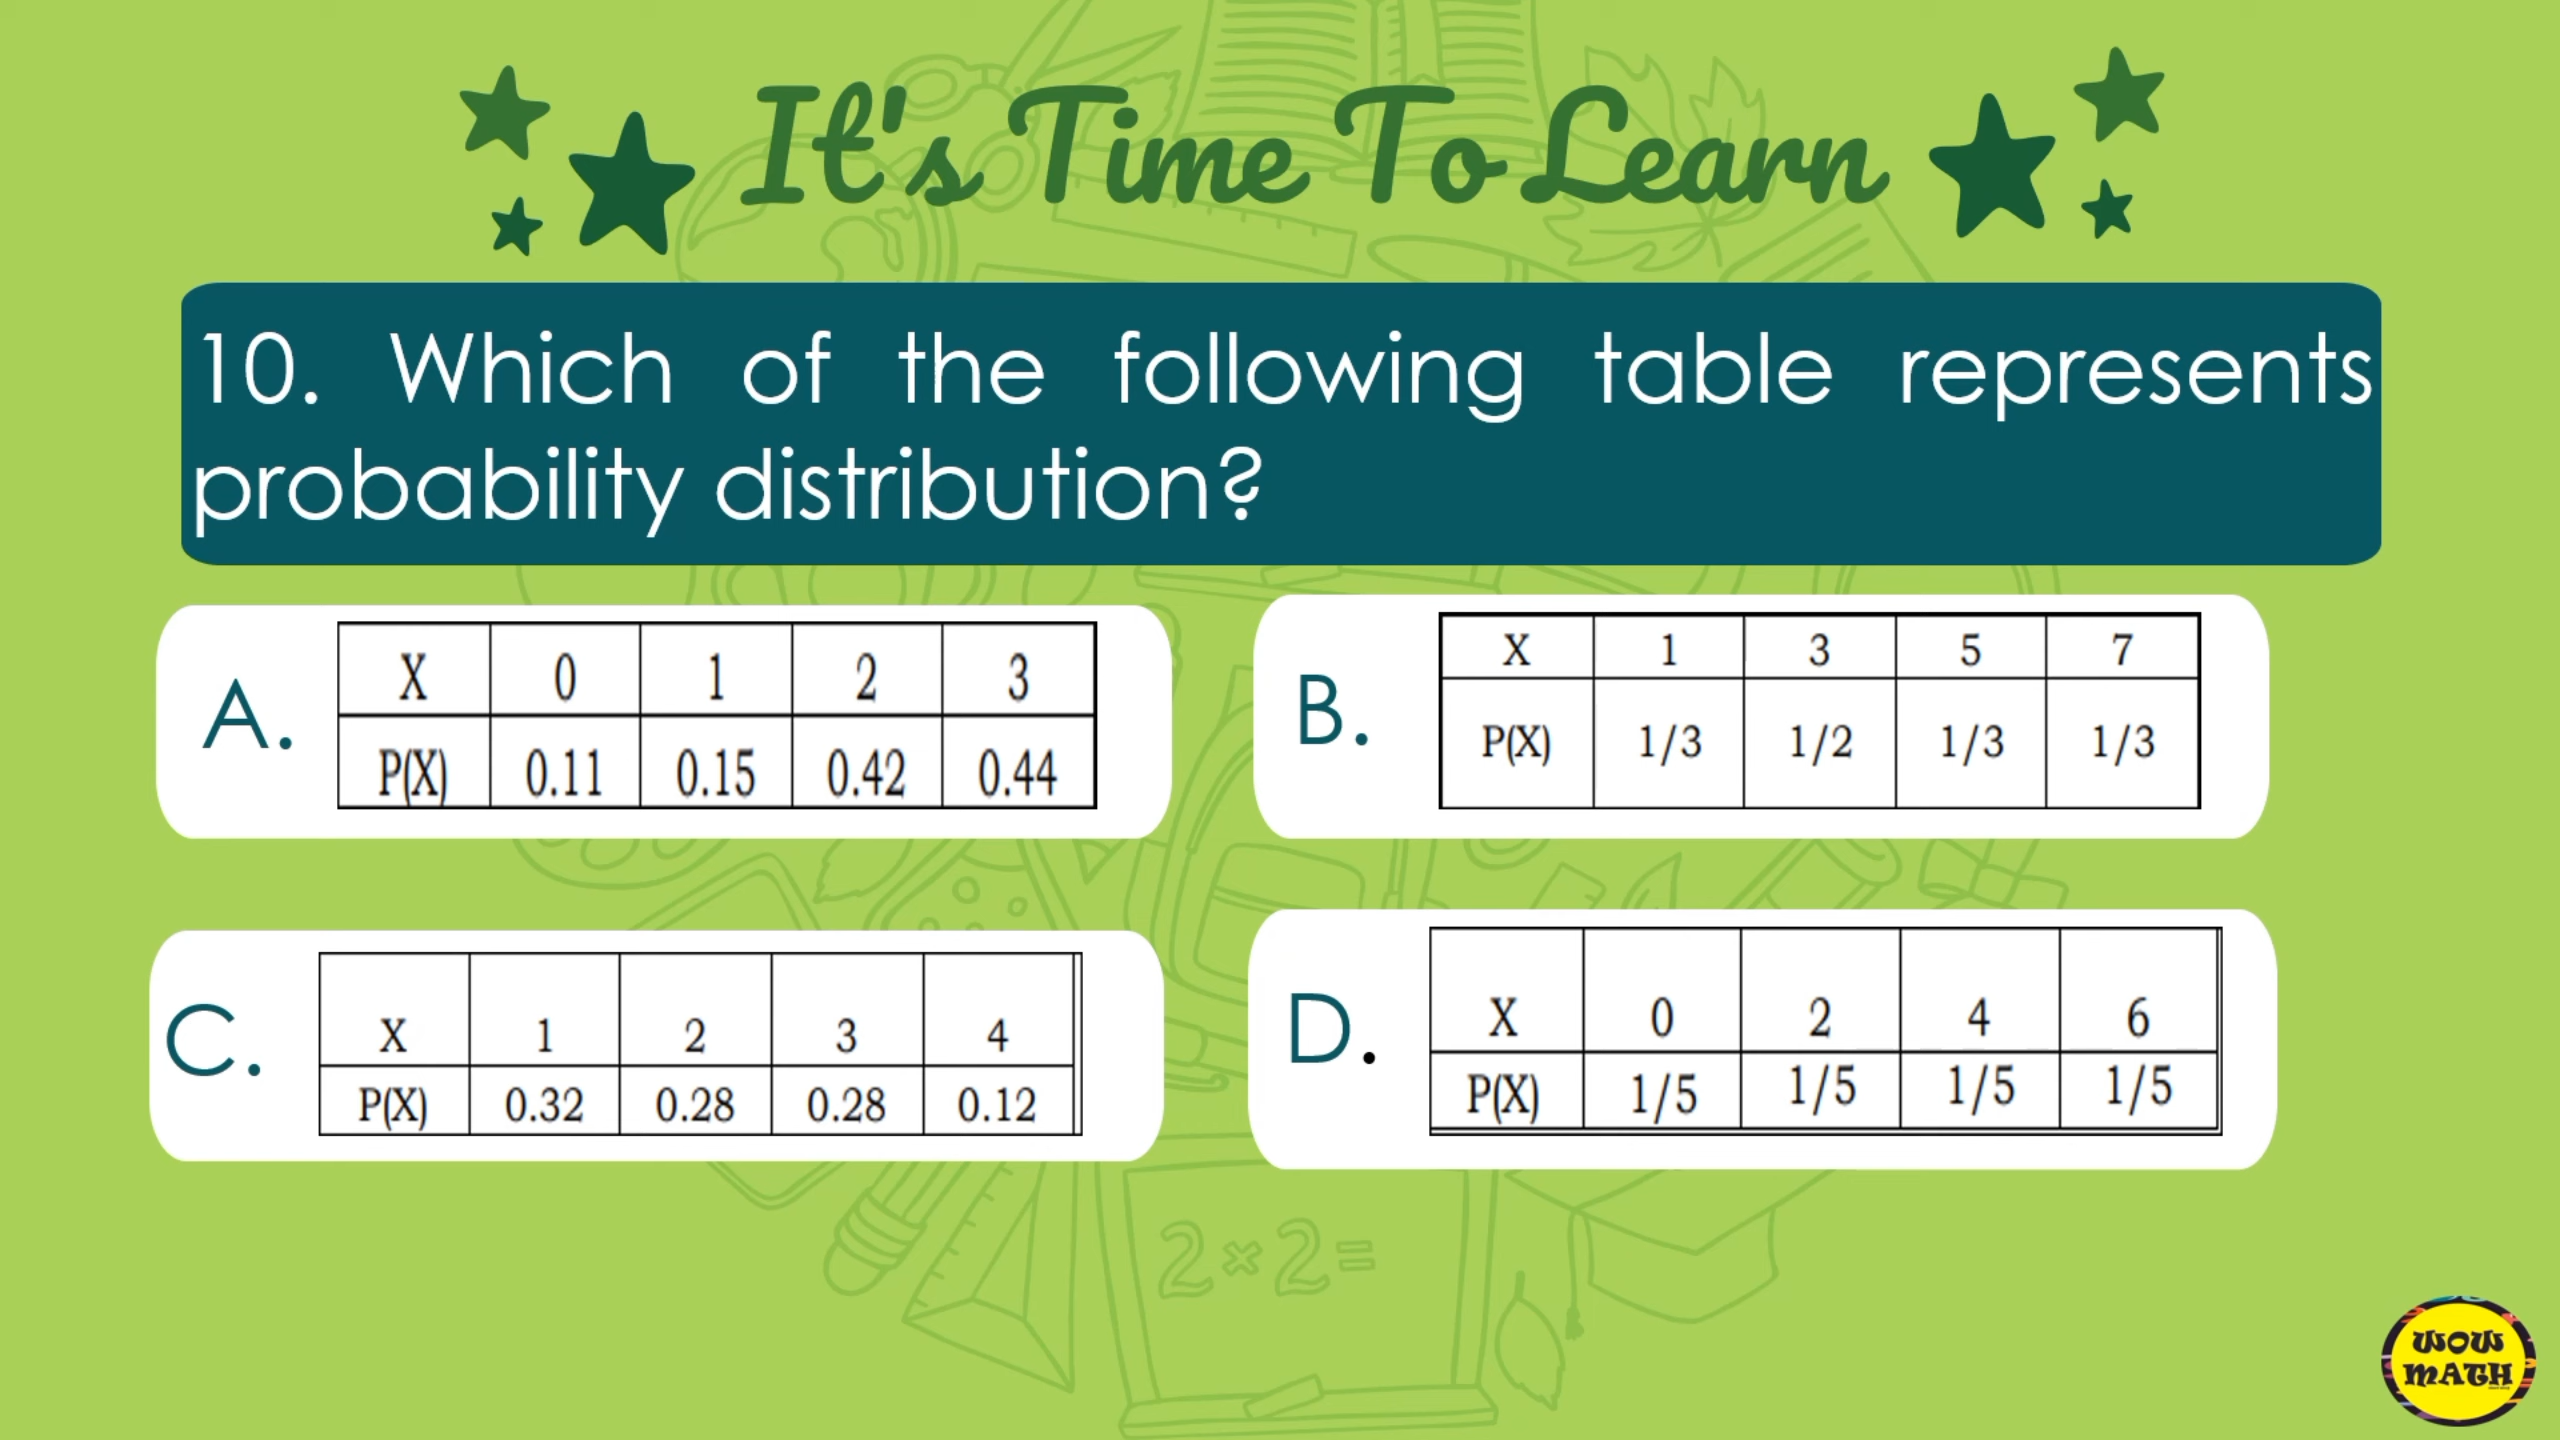 It's Time To Learn
10. Which of the following table represents
probability distribution?
A.
X 0 1 2 3
P(X) 0.11 0.15 0.42 0.44
B.
X 1 3 5 7
P(X) 1/3 1/2 1/3 1/3
C.
X 1 2 3 4
P(X) 0.32 0.28 0.28 0.12
D.
X 0 2 4 6
P(X) 1/5 1/5 1/5 1/5
2×2=
WOW
MATH